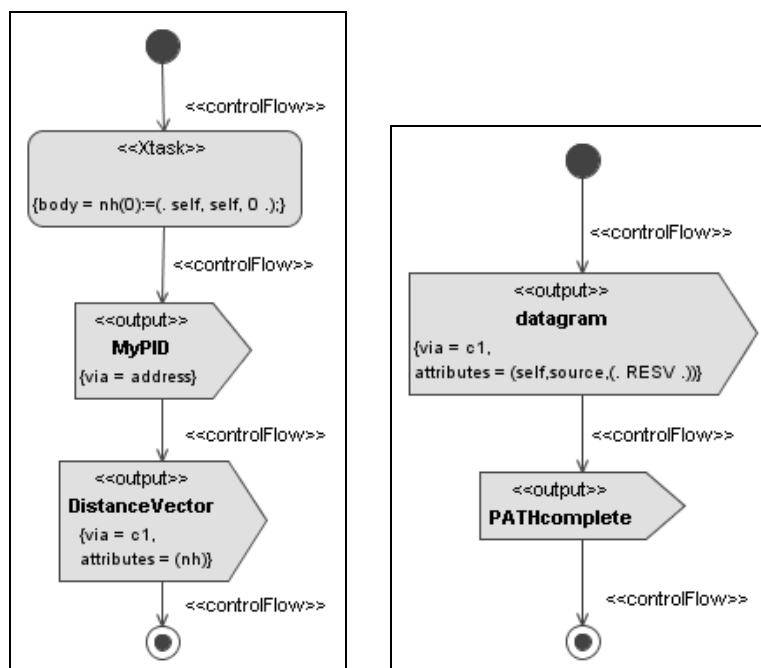 <<controlFlow>>
<<Xtask>>
{body = nh(0):=(. self, self, 0 .);}
<<controlFlow>>
<<output>>
MyPID
{via = address}
<<controlFlow>>
<<output>>
DistanceVector
{via = c1,
attributes = (nh)}
<<controlFlow>>
<<controlFlow>>
<<output>>
datagram
{via = c1,
attributes = (self,source,(. RESV .))}
<<controlFlow>>
<<output>>
PATHcomplete
<<controlFlow>>